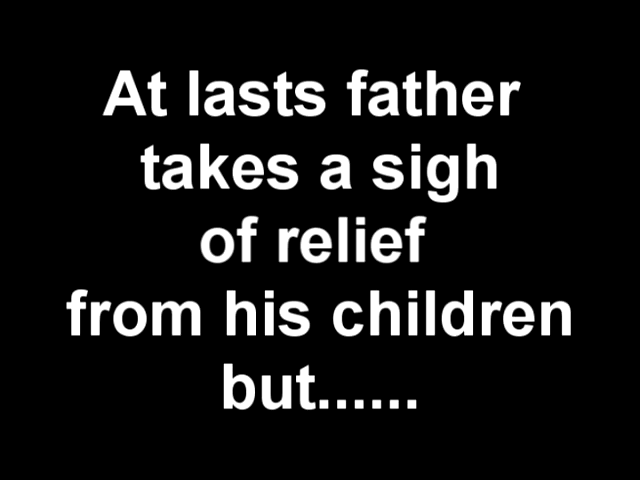 At lasts father
takes a sigh
of relief
from his children
but......